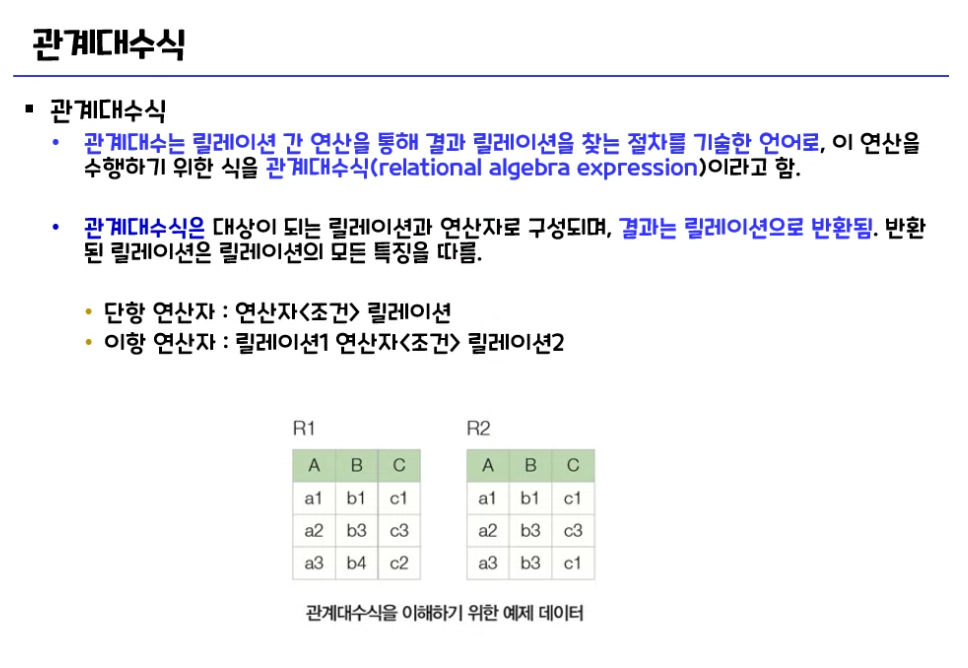 관계대수식
▪ 관계대수식
• 관계대수는 릴레이션 간 연산을 통해 결과 릴레이션을 찾는 절차를 기술한 언어로, 이 연산을
수행하기 위한 식을 관계대수식(relational algebra expression)이라고 함.
• 관계대수식은 대상이 되는 릴레이션과 연산자로 구성되며, 결과는 릴레이션으로 반환됨. 반환
된 릴레이션은 릴레이션의 모든 특징을 따름.
• 단항 연산자 : 연산자<조건> 릴레이션
• 이항 연산자 : 릴레이션1 연산자<조건> 릴레이션2
R1
A B C
a1 b1 c1
a2 b3 c3
a3 b4 c2
R2
A B C
a1 b1 c1
a2 b3 c3
a3 b3 c1
관계대수식을 이해하기 위한 예제 데이터